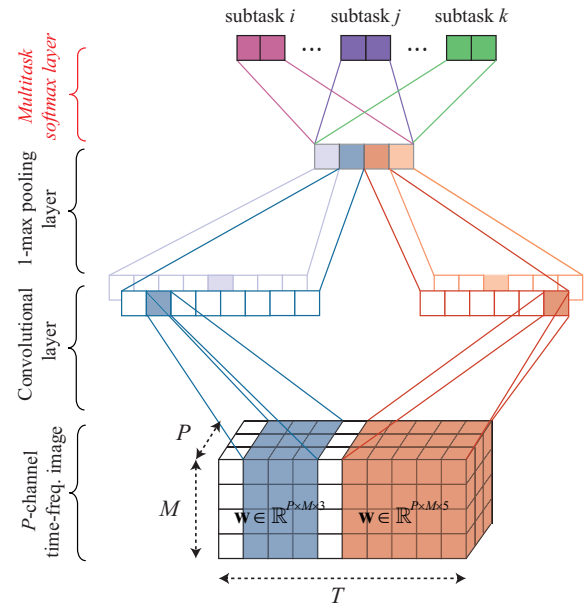 subtask i
subtask j
subtask k
... ...
Multitask
softmax layer
1-max pooling
layer
Convolutional
layer
P-channel
time-freq. image
P
M
w ∈ ℝ^{P×M×3}
w ∈ ℝ^{P×M×5}
T